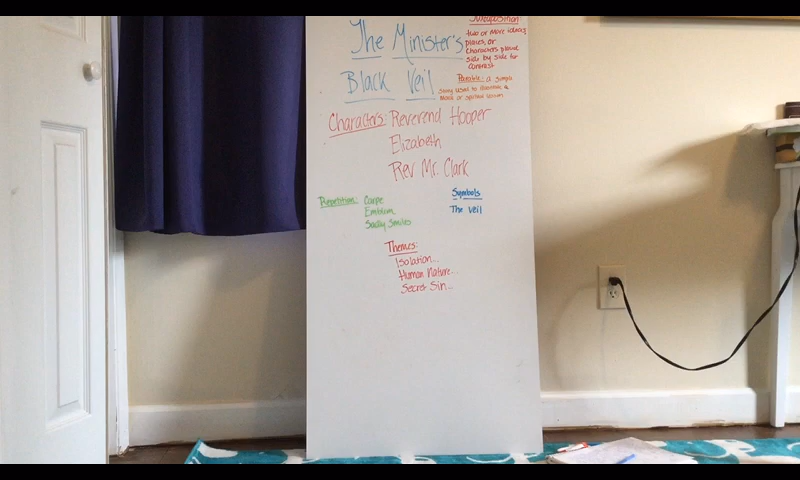 The Minister's
Black Veil
Juxtaposition:
two or more ideas,
places, or
characters placed
side by side for
contrast
Parable: a simple
story used to illustrate a
moral or spiritual lesson
Characters: Reverend Hooper
Elizabeth
Rev Mr. Clark
Repetition:
Emblem
Sadly Smiles
Symbols
The veil
Themes:
Isolation...
Human Nature...
Secret Sin...